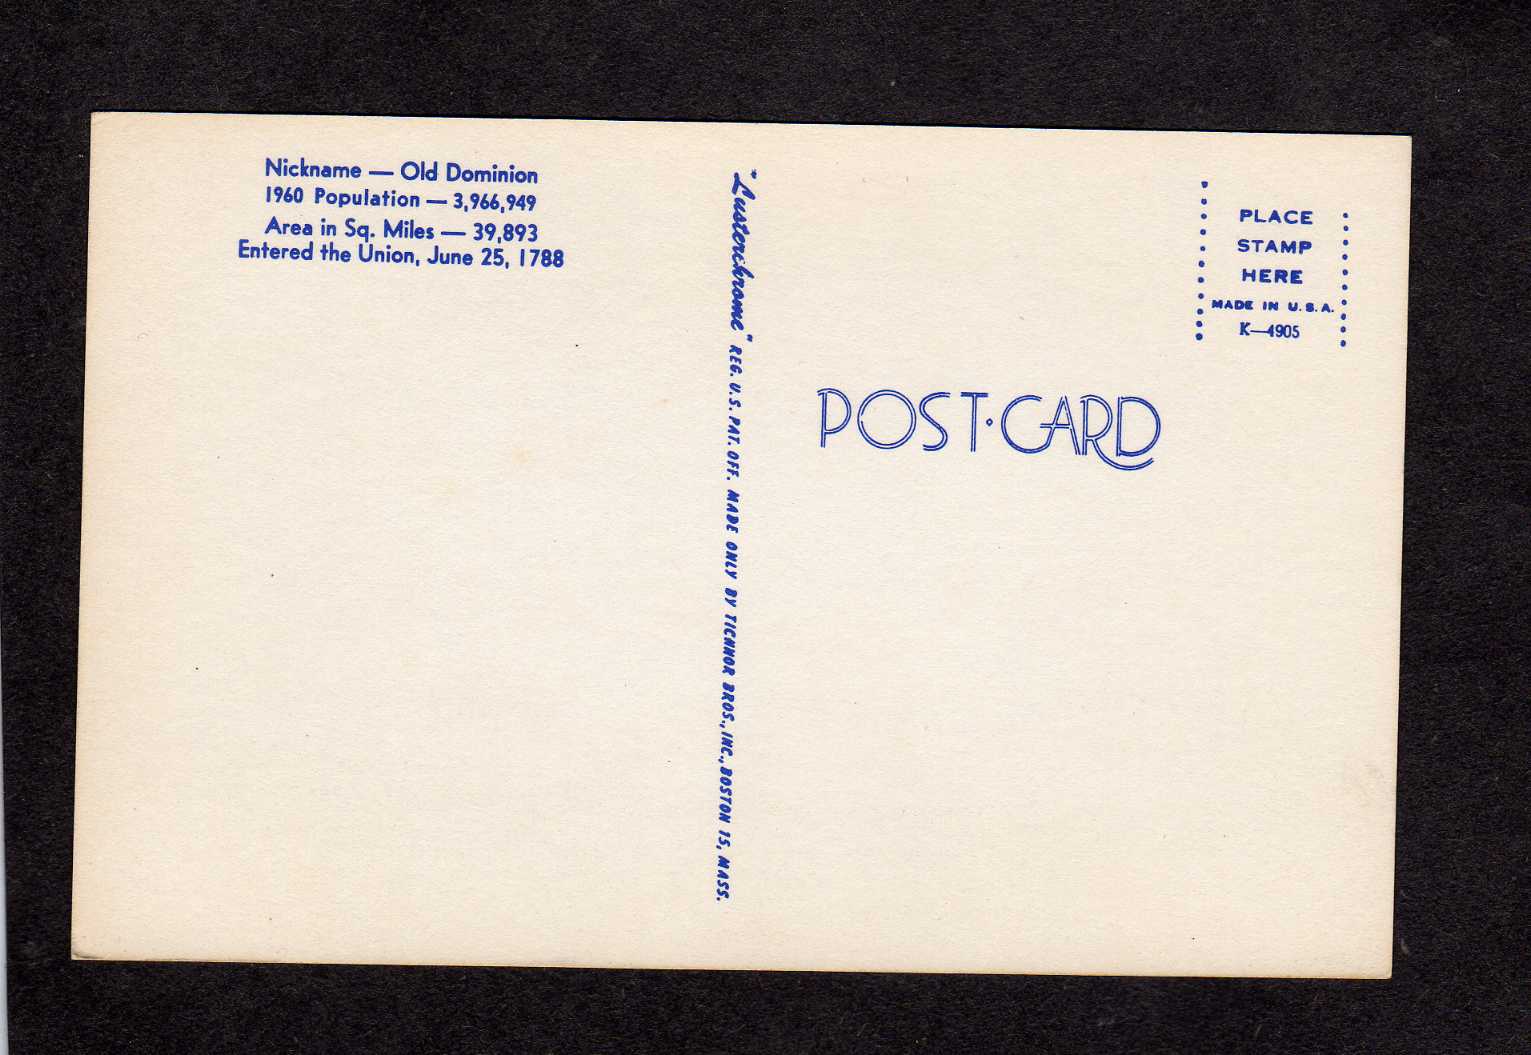 Nickname — Old Dominion
1960 Population — 3,966,949
Area in Sq. Miles — 39,893
Entered the Union, June 25, 1788
"Lusterchrome" REG. U.S. PAT. OFF. MADE ONLY BY TICHNOR BROS., INC., BOSTON 15, MASS.
PLACE
STAMP
HERE
MADE IN U.S.A.
K—4905
POST·CARD